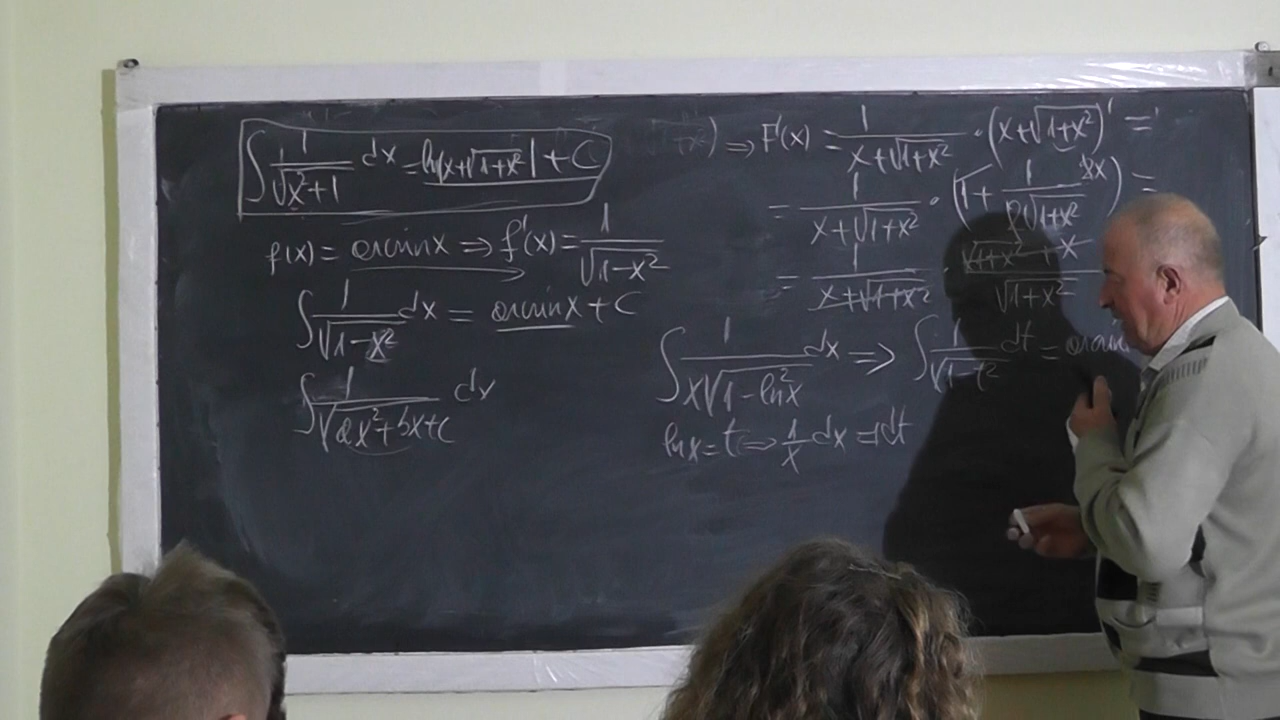 ∫ 1/√(x²+1) dx = ln|x+√(1+x²)| + C
f(x) = arcsin x ⇒ f'(x) = 1/√(1-x²)
∫ 1/√(1-x²) dx = arcsin x + C
∫ 1/√(ax²+bx+c) dx
⇒ F'(x) = 1/(x+√(1+x²)) · (x+√(1+x²))' =
= 1/(x+√(1+x²)) · (1 + 1/(2√(1+x²)) 2x) =
= 1/(x+√(1+x²)) · (√(1+x²) + x)/√(1+x²)
∫ 1/(x√(1-ln²x)) dx ⇒ ∫ 1/√(1-t²) dt = arcsin
ln x = t ⇒ 1/x dx = 1dt